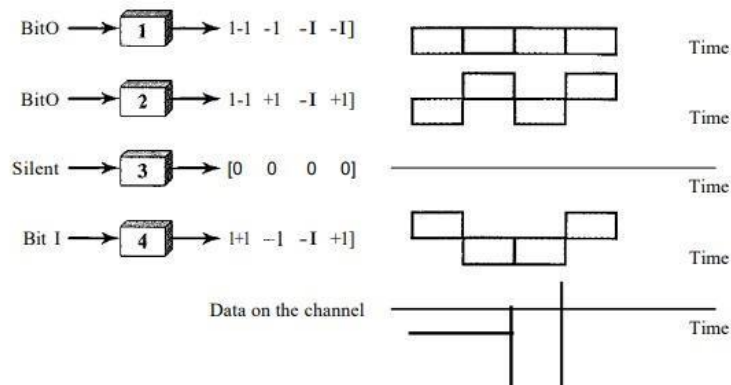 BitO 1 1-1 -1 -I -I]
Time
BitO 2 1-1 +1 -I +1]
Time
Silent 3 [0 0 0 0]
Time
Bit I 4 1+1 --1 -I +1]
Time
Data on the channel
Time